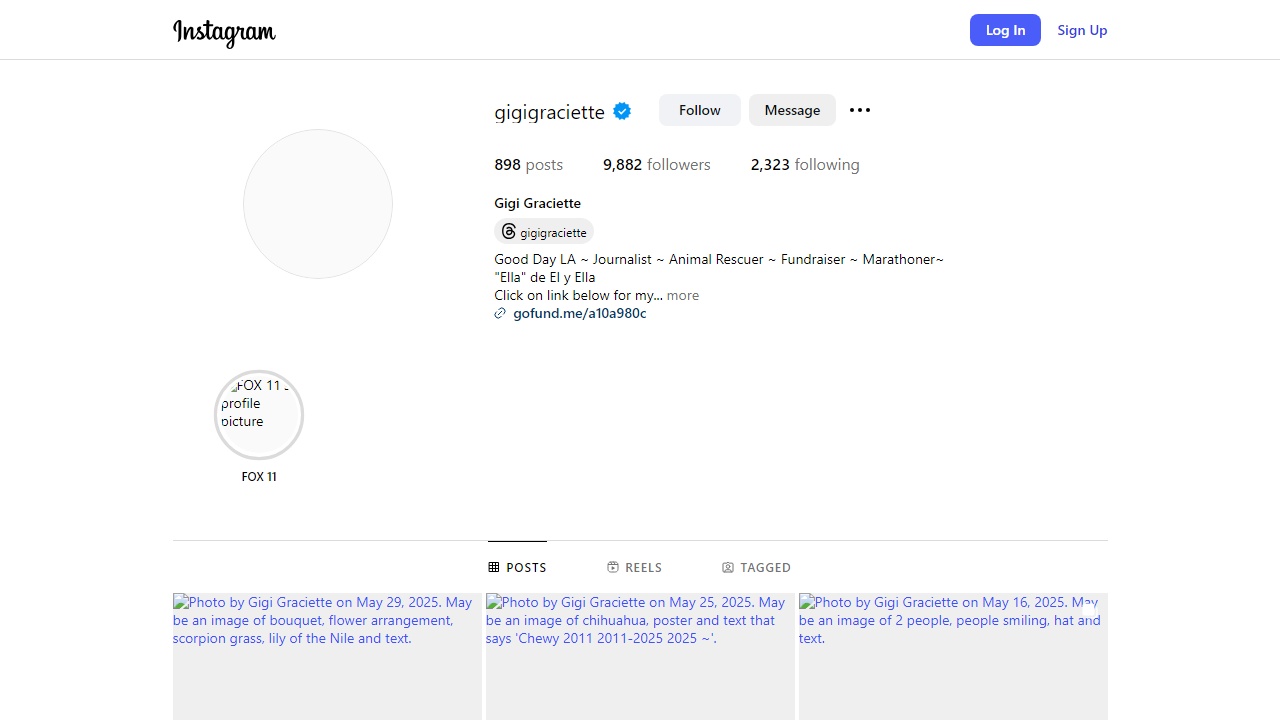 Instagram
Log In
Sign Up
gigigraciette
Follow
Message
898 posts
9,882 followers
2,323 following
Gigi Graciette
gigigraciette
Good Day LA ~ Journalist ~ Animal Rescuer ~ Fundraiser ~ Marathoner~
"Ella" de El y Ella
Click on link below for my... more
gofund.me/a10a980c
FOX 11
profile
picture
FOX 11
POSTS
REELS
TAGGED
Photo by Gigi Graciette on May 29, 2025. May
be an image of bouquet, flower arrangement,
scorpion grass, lily of the Nile and text.
Photo by Gigi Graciette on May 25, 2025. May
be an image of chihuahua, poster and text that
says 'Chewy 2011 2011-2025 2025 ~'.
Photo by Gigi Graciette on May 16, 2025. May
be an image of 2 people, people smiling, hat and
text.